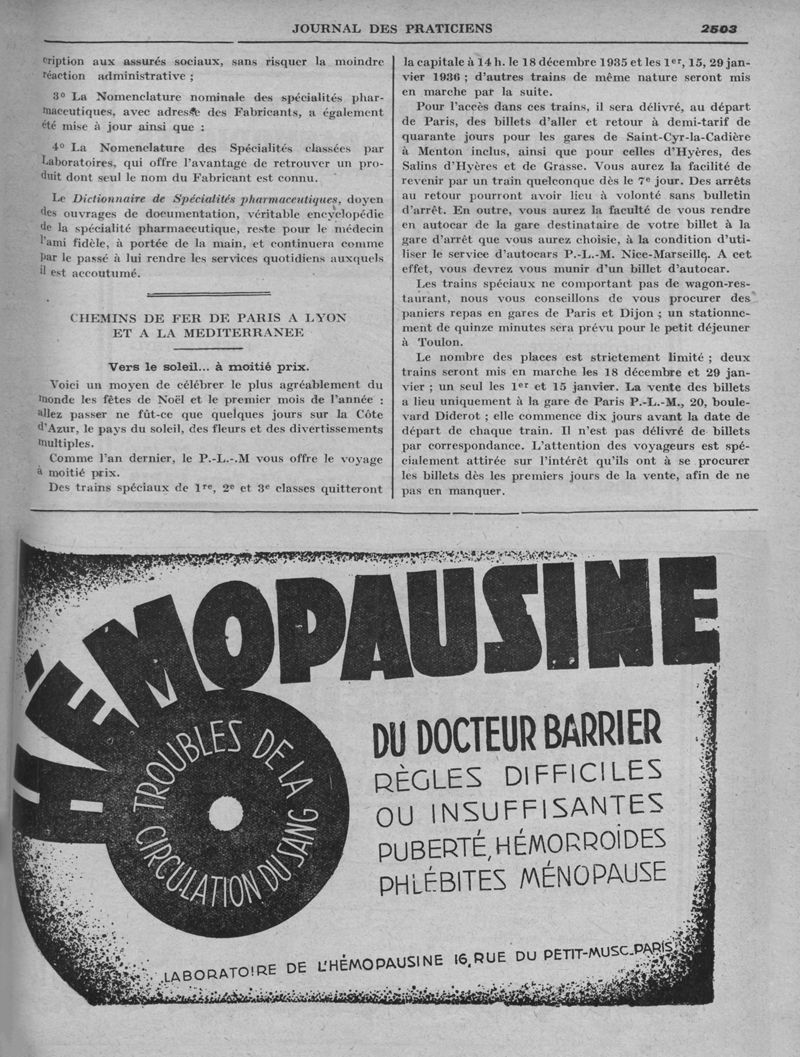 JOURNAL DES PRATICIENS 2503
cription aux assurés sociaux, sans risquer la moindre
réaction administrative ;
3o La Nomenclature nominale des spécialités phar-
maceutiques, avec adresse des Fabricants, a également
été mise à jour ainsi que :
4o La Nomenclature des Spécialités classées par
Laboratoires, qui offre l'avantage de retrouver un pro-
duit dont seul le nom du Fabricant est connu.
Le Dictionnaire de Spécialités pharmaceutiques, doyen
des ouvrages de documentation, véritable encyclopédie
de la spécialité pharmaceutique, reste pour le médecin
l'ami fidèle, à portée de la main, et continuera comme
par le passé à lui rendre les services quotidiens auxquels
il est accoutumé.
CHEMINS DE FER DE PARIS A LYON
ET A LA MEDITERRANEE
Vers le soleil... à moitié prix.
Voici un moyen de célébrer le plus agréablement du
monde les fêtes de Noël et le premier mois de l'année :
allez passer ne fût-ce que quelques jours sur la Côte
d'Azur, le pays du soleil, des fleurs et des divertissements
multiples.
Comme l'an dernier, le P.-L.-.M vous offre le voyage
à moitié prix.
Des trains spéciaux de 1re, 2e et 3e classes quitteront
la capitale à 14 h. le 18 décembre 1935 et les 1er, 15, 29 jan-
vier 1936 ; d'autres trains de même nature seront mis
en marche par la suite.
Pour l'accès dans ces trains, il sera délivré, au départ
de Paris, des billets d'aller et retour à demi-tarif de
quarante jours pour les gares de Saint-Cyr-la-Cadière
à Menton inclus, ainsi que pour celles d'Hyères, des
Salins d'Hyères et de Grasse. Vous aurez la facilité de
revenir par un train quelconque dès le 7e jour. Des arrêts
au retour pourront avoir lieu à volonté sans bulletin
d'arrêt. En outre, vous aurez la faculté de vous rendre
en autocar de la gare destinataire de votre billet à la
gare d'arrêt que vous aurez choisie, à la condition d'uti-
liser le service d'autocars P.-L.-M. Nice-Marseille. A cet
effet, vous devrez vous munir d'un billet d'autocar.
Les trains spéciaux ne comportant pas de wagon-res-
taurant, nous vous conseillons de vous procurer des
paniers repas en gares de Paris et Dijon ; un stationne-
ment de quinze minutes sera prévu pour le petit déjeuner
à Toulon.
Le nombre des places est strictement limité ; deux
trains seront mis en marche les 18 décembre et 29 jan-
vier ; un seul les 1er et 15 janvier. La vente des billets
a lieu uniquement à la gare de Paris P.-L.-M., 20, boule-
vard Diderot ; elle commence dix jours avant la date de
départ de chaque train. Il n'est pas délivré de billets
par correspondance. L'attention des voyageurs est spé-
cialement attirée sur l'intérêt qu'ils ont à se procurer
les billets dès les premiers jours de la vente, afin de ne
pas en manquer.
HÉMOPAUSINE
TROUBLES DE LA
CIRCULATION DU SANG
DU DOCTEUR BARRIER
RÈGLES DIFFICILES
OU INSUFFISANTES
PUBERTÉ, HÉMORROÏDES
PHLÉBITES MÉNOPAUSE
LABORATOIRE DE L'HÉMOPAUSINE 16, RUE DU PETIT-MUSC-PARIS